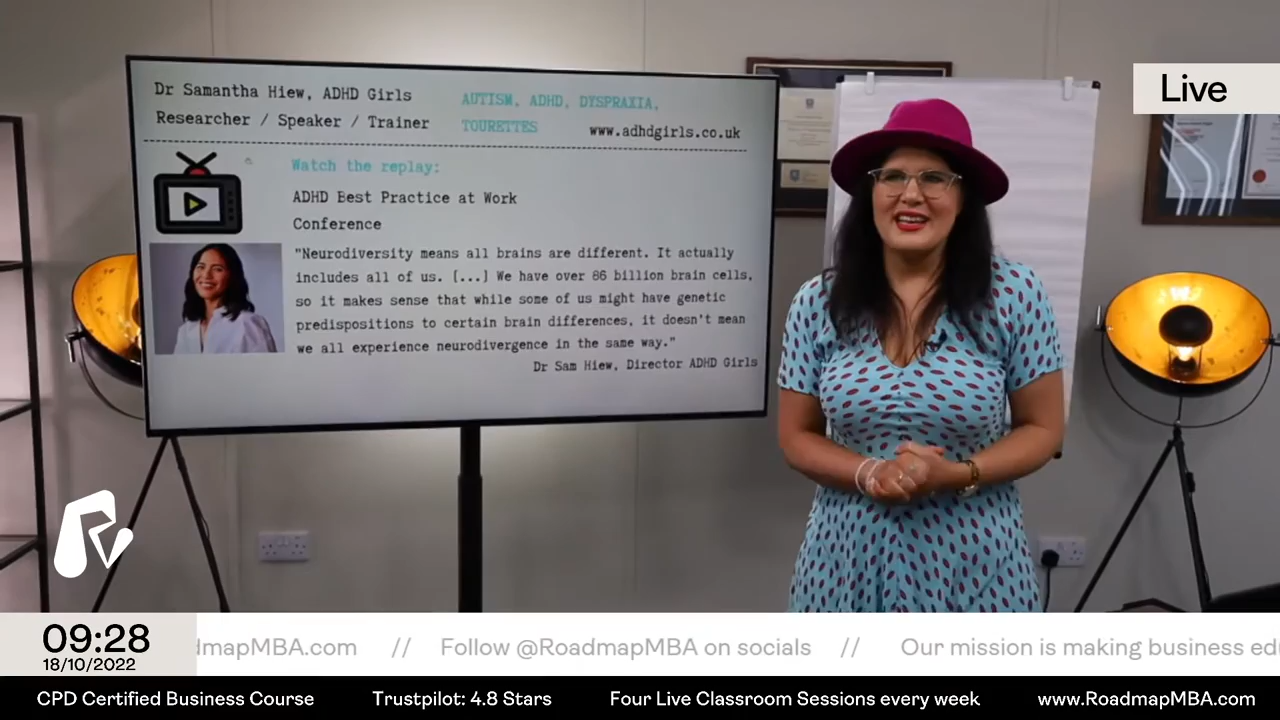 Dr Samantha Hiew, ADHD Girls
Researcher / Speaker / Trainer
AUTISM, ADHD, DYSPRAXIA,
TOURETTES
www.adhdgirls.co.uk
Watch the replay:
ADHD Best Practice at Work
Conference
"Neurodiversity means all brains are different. It actually
includes all of us. [...] We have over 86 billion brain cells,
so it makes sense that while some of us might have genetic
predispositions to certain brain differences, it doesn't mean
we all experience neurodivergence in the same way."
Dr Sam Hiew, Director ADHD Girls
Live
09:28
18/10/2022
dmapMBA.com // Follow @RoadmapMBA on socials // Our mission is making business edu
CPD Certified Business Course Trustpilot: 4.8 Stars Four Live Classroom Sessions every week www.RoadmapMBA.com